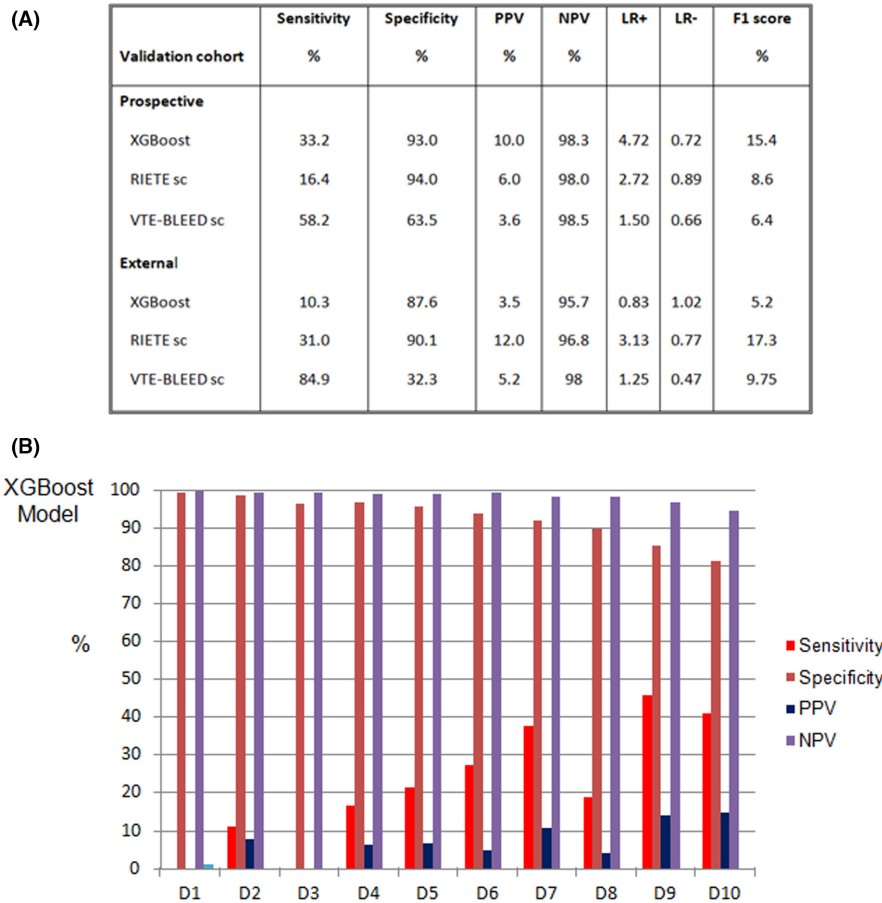 (A)
Sensitivity Specificity PPV NPV LR+ LR- F1 score
Validation cohort % % % % %
Prospective
XGBoost 33.2 93.0 10.0 98.3 4.72 0.72 15.4
RIETE sc 16.4 94.0 6.0 98.0 2.72 0.89 8.6
VTE-BLEED sc 58.2 63.5 3.6 98.5 1.50 0.66 6.4
External
XGBoost 10.3 87.6 3.5 95.7 0.83 1.02 5.2
RIETE sc 31.0 90.1 12.0 96.8 3.13 0.77 17.3
VTE-BLEED sc 84.9 32.3 5.2 98 1.25 0.47 9.75
(B)
XGBoost
Model
%
100
90
80
70
60
50
40
30
20
10
0
D1 D2 D3 D4 D5 D6 D7 D8 D9 D10
Sensitivity
Specificity
PPV
NPV